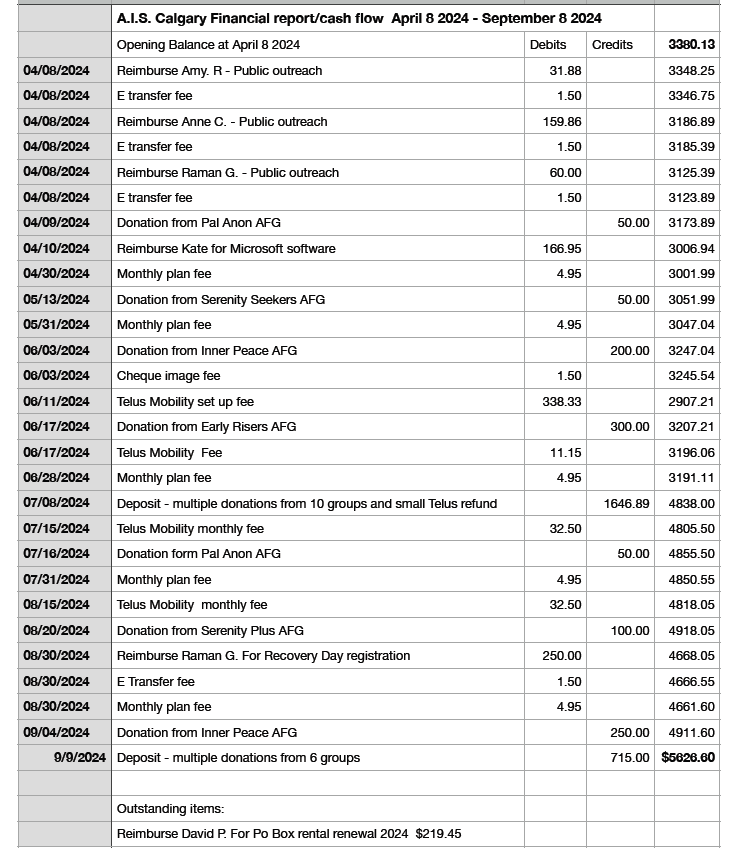 A.I.S. Calgary Financial report/cash flow April 8 2024 - September 8 2024
Opening Balance at April 8 2024 Debits Credits 3380.13
04/08/2024 Reimburse Amy. R - Public outreach 31.88 3348.25
04/08/2024 E transfer fee 1.50 3346.75
04/08/2024 Reimburse Anne C. - Public outreach 159.86 3186.89
04/08/2024 E transfer fee 1.50 3185.39
04/08/2024 Reimburse Raman G. - Public outreach 60.00 3125.39
04/08/2024 E transfer fee 1.50 3123.89
04/09/2024 Donation from Pal Anon AFG 50.00 3173.89
04/10/2024 Reimburse Kate for Microsoft software 166.95 3006.94
04/30/2024 Monthly plan fee 4.95 3001.99
05/13/2024 Donation from Serenity Seekers AFG 50.00 3051.99
05/31/2024 Monthly plan fee 4.95 3047.04
06/03/2024 Donation from Inner Peace AFG 200.00 3247.04
06/03/2024 Cheque image fee 1.50 3245.54
06/11/2024 Telus Mobility set up fee 338.33 2907.21
06/17/2024 Donation from Early Risers AFG 300.00 3207.21
06/17/2024 Telus Mobility Fee 11.15 3196.06
06/28/2024 Monthly plan fee 4.95 3191.11
07/08/2024 Deposit - multiple donations from 10 groups and small Telus refund 1646.89 4838.00
07/15/2024 Telus Mobility monthly fee 32.50 4805.50
07/16/2024 Donation form Pal Anon AFG 50.00 4855.50
07/31/2024 Monthly plan fee 4.95 4850.55
08/15/2024 Telus Mobility monthly fee 32.50 4818.05
08/20/2024 Donation from Serenity Plus AFG 100.00 4918.05
08/30/2024 Reimburse Raman G. For Recovery Day registration 250.00 4668.05
08/30/2024 E Transfer fee 1.50 4666.55
08/30/2024 Monthly plan fee 4.95 4661.60
09/04/2024 Donation from Inner Peace AFG 250.00 4911.60
9/9/2024 Deposit - multiple donations from 6 groups 715.00 $5626.60
Outstanding items:
Reimburse David P. For Po Box rental renewal 2024 $219.45